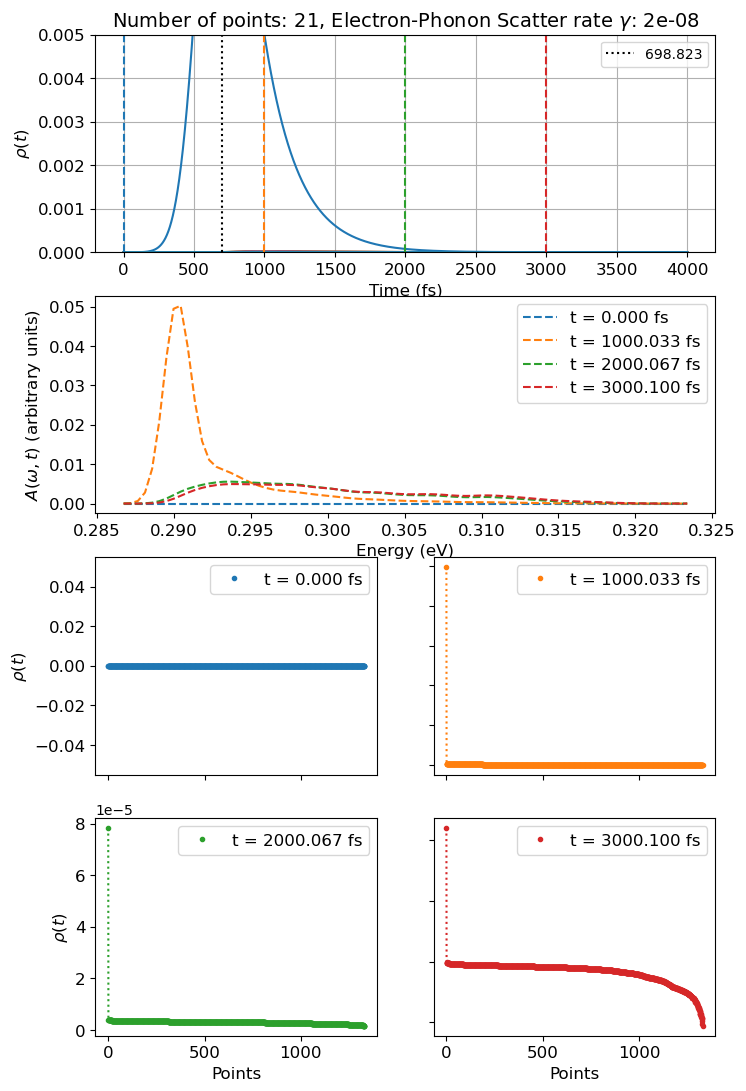 Number of points: 21, Electron-Phonon Scatter rate γ: 2e-08
0.005
0.004
0.003
0.002
0.001
0.000
ρ(t)
698.823
0 500 1000 1500 2000 2500 3000 3500 4000
Time (fs)
0.05
0.04
0.03
0.02
0.01
0.00
A(ω, t) (arbitrary units)
t = 0.000 fs
t = 1000.033 fs
t = 2000.067 fs
t = 3000.100 fs
0.285 0.290 0.295 0.300 0.305 0.310 0.315 0.320 0.325
Energy (eV)
0.04
0.02
0.00
−0.02
−0.04
ρ(t)
t = 0.000 fs
t = 1000.033 fs
1e−5
8
6
4
2
0
ρ(t)
t = 2000.067 fs
0 500 1000
Points
t = 3000.100 fs
0 500 1000
Points